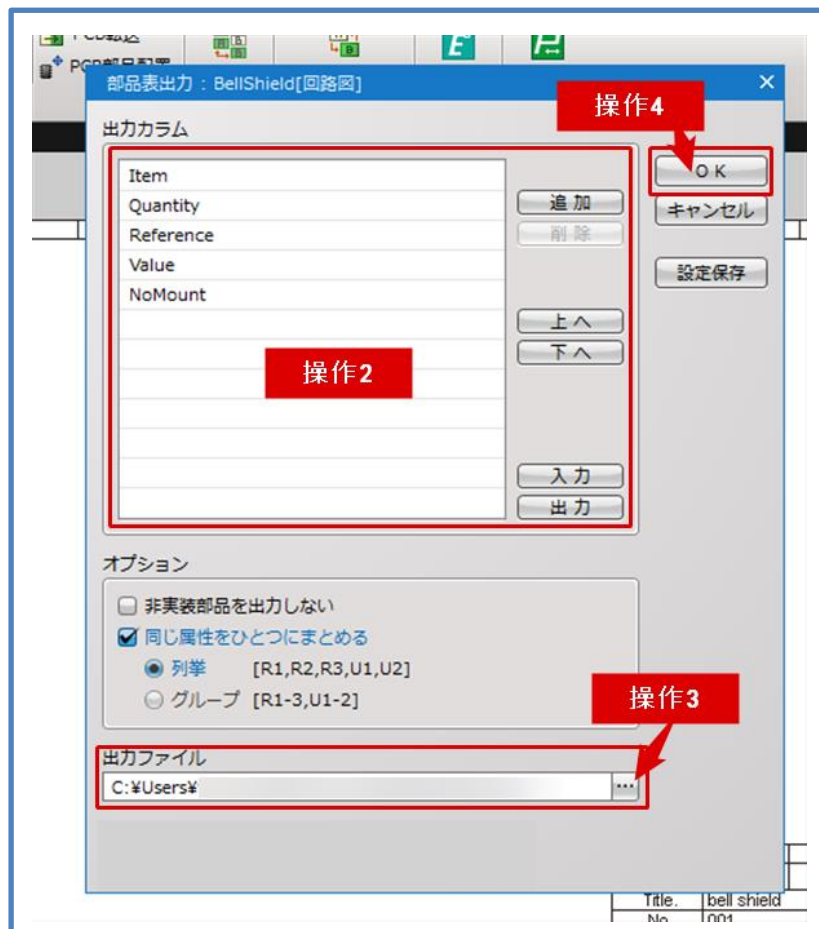 PCB転送
PCB部品配置
部品表出力 : BellShield[回路図]
×
操作4
出力カラム
Item
Quantity
Reference
Value
NoMount
追 加
削 除
上 へ
下 へ
入 力
出 力
O K
キャンセル
設定保存
操作2
オプション
非実装部品を出力しない
同じ属性をひとつにまとめる
列挙 [R1,R2,R3,U1,U2]
グループ [R1-3,U1-2]
操作3
出力ファイル
C:¥Users¥
...
Title. bell shield
No. 001